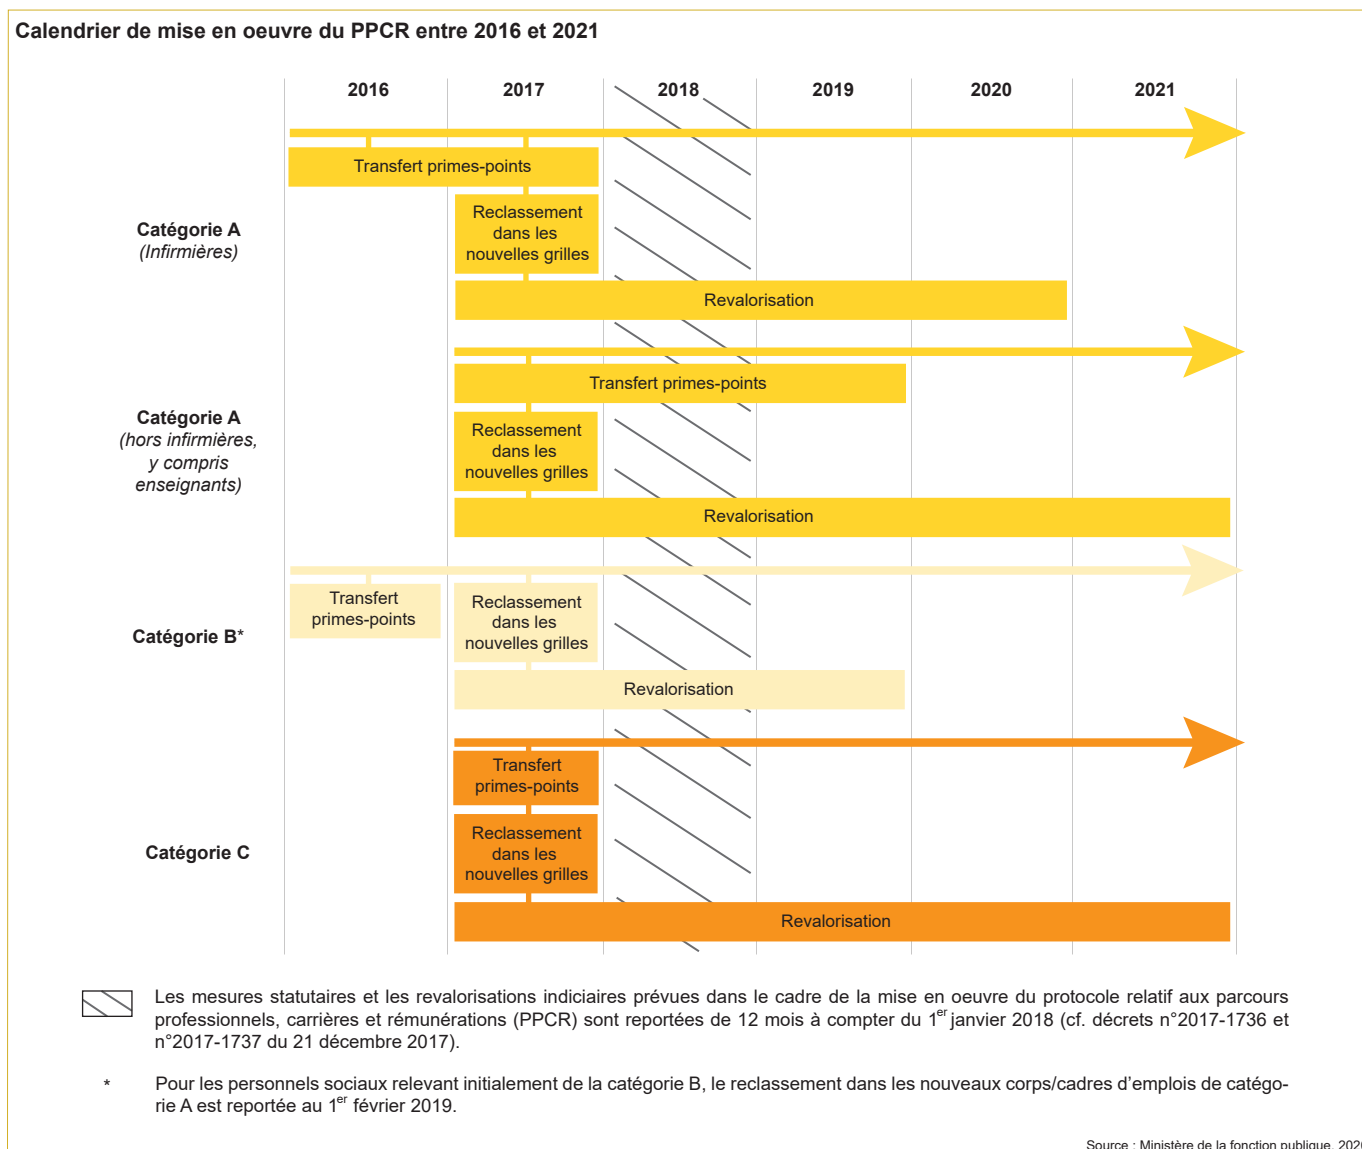 Calendrier de mise en oeuvre du PPCR entre 2016 et 2021
2016 2017 2018 2019 2020 2021
Transfert primes-points
Catégorie A
(Infirmières)
Reclassement
dans les
nouvelles grilles
Revalorisation
Transfert primes-points
Catégorie A
(hors infirmières,
y compris
enseignants)
Reclassement
dans les
nouvelles grilles
Revalorisation
Transfert
primes-points
Catégorie B*
Reclassement
dans les
nouvelles grilles
Revalorisation
Transfert
primes-points
Catégorie C
Reclassement
dans les
nouvelles grilles
Revalorisation
Les mesures statutaires et les revalorisations indiciaires prévues dans le cadre de la mise en oeuvre du protocole relatif aux parcours
professionnels, carrières et rémunérations (PPCR) sont reportées de 12 mois à compter du 1er janvier 2018 (cf. décrets n°2017-1736 et
n°2017-1737 du 21 décembre 2017).
* Pour les personnels sociaux relevant initialement de la catégorie B, le reclassement dans les nouveaux corps/cadres d'emplois de catégo-
rie A est reportée au 1er février 2019.
Source : Ministère de la fonction publique, 2020